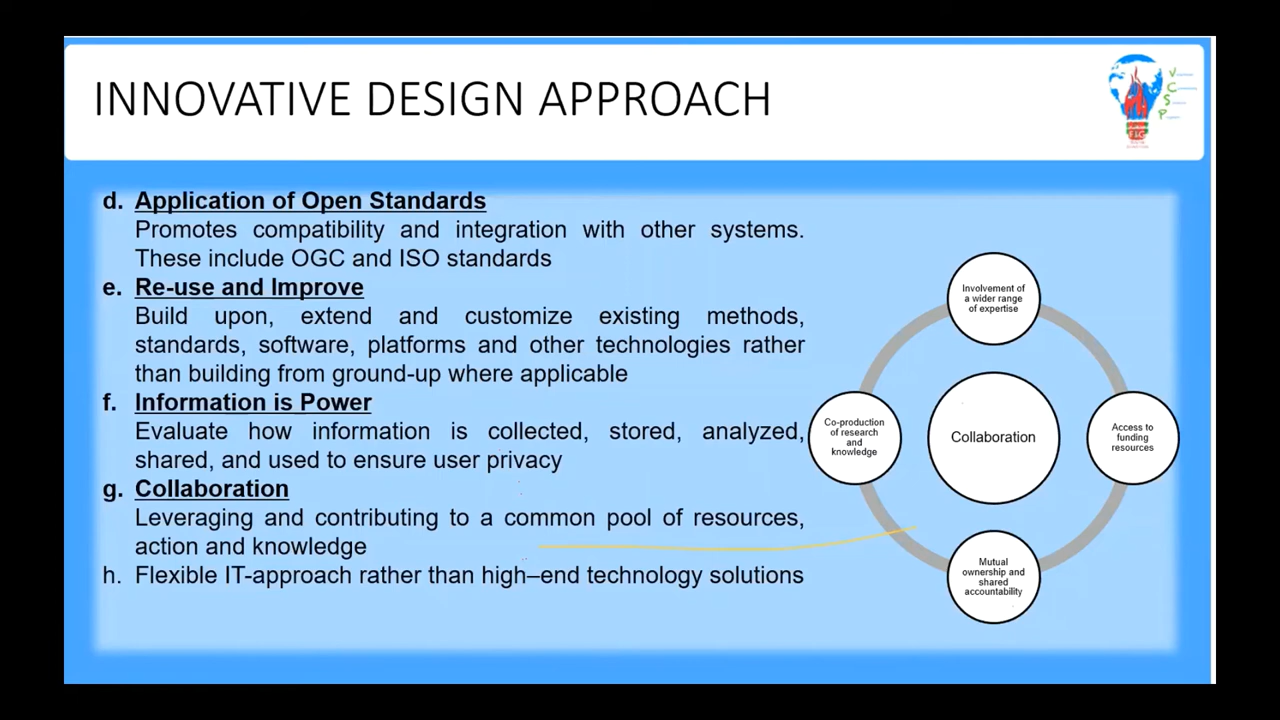 INNOVATIVE DESIGN APPROACH
V
C
S
P
d. Application of Open Standards
Promotes compatibility and integration with other systems.
These include OGC and ISO standards
e. Re-use and Improve
Build upon, extend and customize existing methods,
standards, software, platforms and other technologies rather
than building from ground-up where applicable
f. Information is Power
Evaluate how information is collected, stored, analyzed,
shared, and used to ensure user privacy
g. Collaboration
Leveraging and contributing to a common pool of resources,
action and knowledge
h. Flexible IT-approach rather than high–end technology solutions
Involvement of
a wider range
of expertise
Co-production
of research
and
knowledge
Collaboration
Access to
funding
resources
Mutual
ownership and
shared
accountability